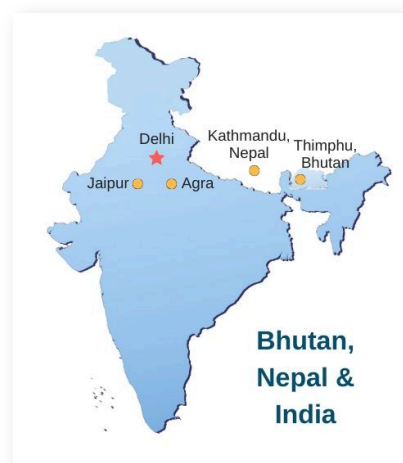 Delhi
Kathmandu,
Nepal
Thimphu,
Bhutan
Jaipur
Agra
Bhutan,
Nepal &
India